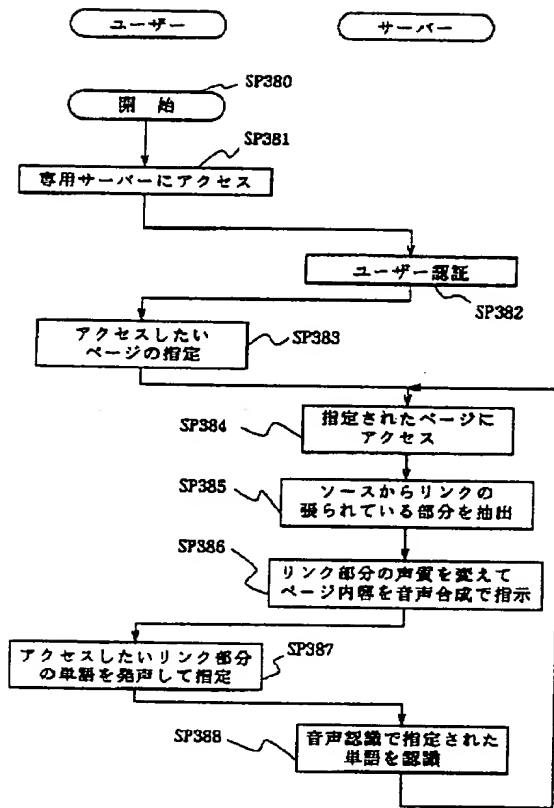 ユーザー
サーバー
SP380
開始
SP381
専用サーバーにアクセス
ユーザー認証
SP382
アクセスしたい
ページの指定
SP383
SP384
指定されたページに
アクセス
SP385
ソースからリンクの
張られている部分を抽出
SP386
リンク部分の声質を変えて
ページ内容を音声合成で指示
アクセスしたいリンク部分
の単語を発声して指定
SP387
SP388
音声認識で指定された
単語を認識